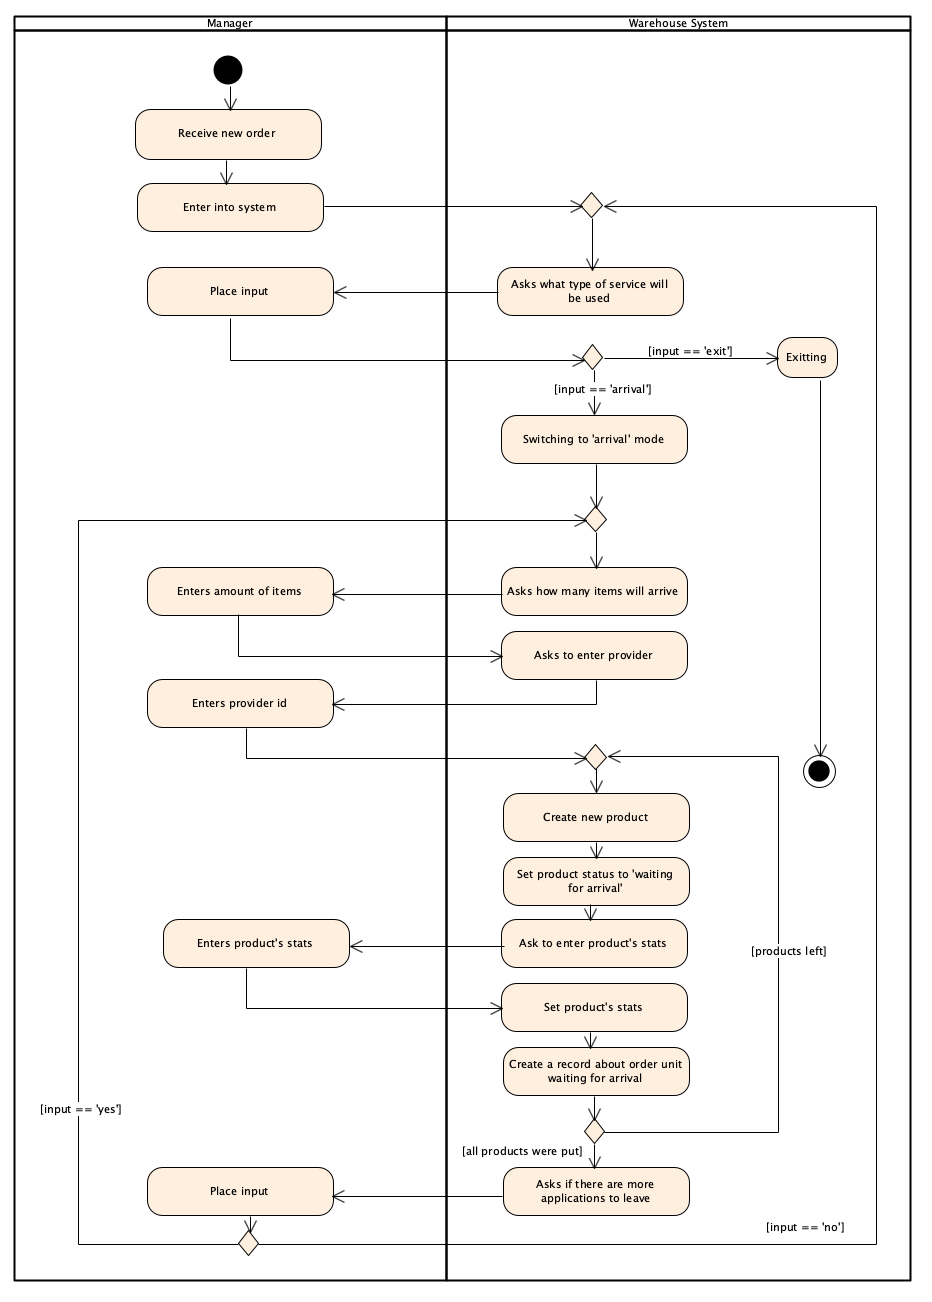 Manager
Warehouse System
Receive new order
Enter into system
Asks what type of service will
be used
Place input
[input == 'exit']
Exitting
[input == 'arrival']
Switching to 'arrival' mode
Asks how many items will arrive
Enters amount of items
Asks to enter provider
Enters provider id
Create new product
Set product status to 'waiting
for arrival'
Ask to enter product's stats
Enters product's stats
[products left]
Set product's stats
Create a record about order unit
waiting for arrival
[input == 'yes']
[all products were put]
Asks if there are more
applications to leave
Place input
[input == 'no']